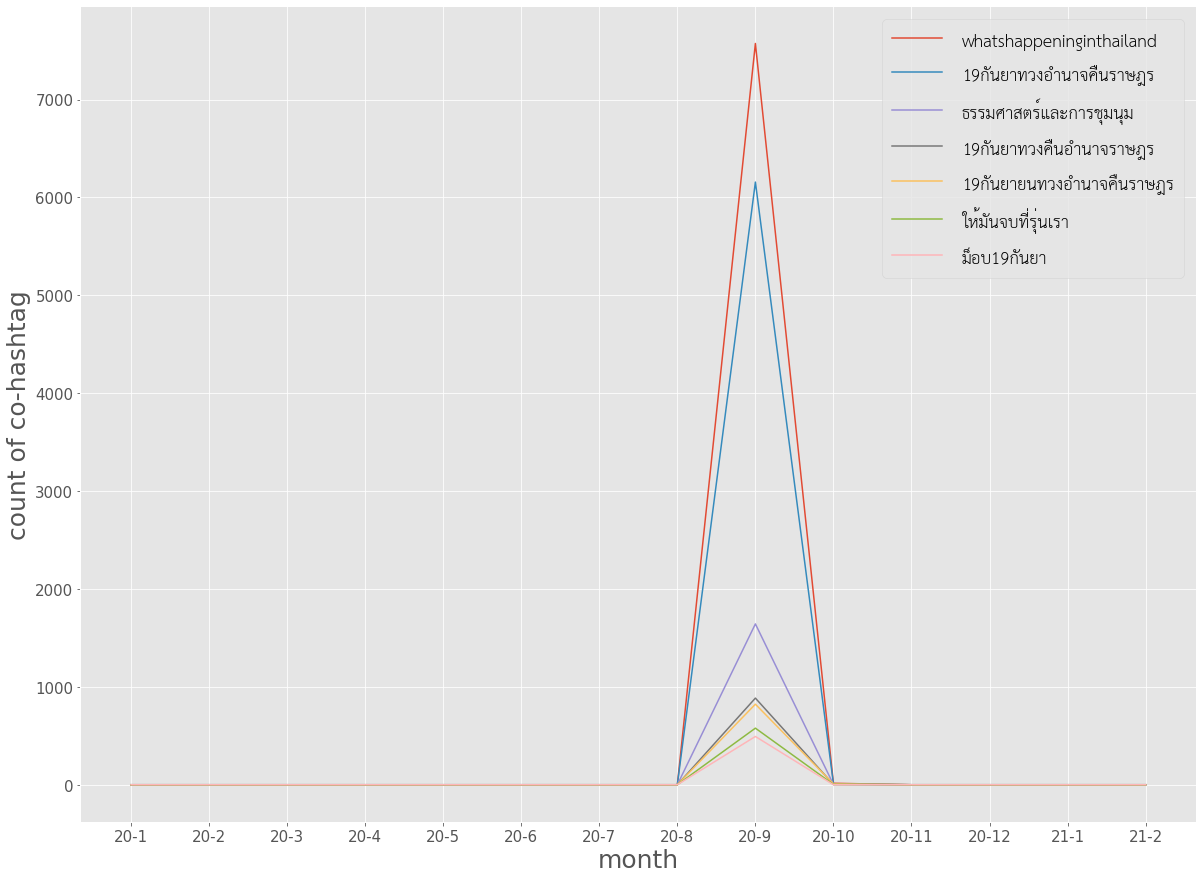 whatshappeninginthailand
19กันยาทวงอำนาจคืนราษฎร
ธรรมศาสตร์และการชุมนุม
19กันยาทวงคืนอำนาจราษฎร
19กันยายนทวงอำนาจคืนราษฎร
ให้มันจบที่รุ่นเรา
ม็อบ19กันยา
7000
6000
5000
4000
3000
2000
1000
0
count of co-hashtag
20-1 20-2 20-3 20-4 20-5 20-6 20-7 20-8 20-9 20-10 20-11 20-12 21-1 21-2
month